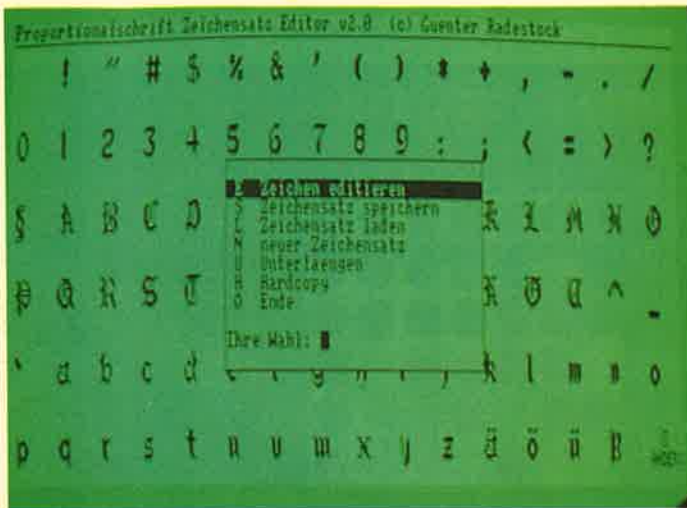 Proportionalschrift Zeichensatz Editor v2.0 (c) Guenter Radestock
! " # $ % & ' ( ) * + , - . /
0 1 2 3 4 5 6 7 8 9 : ; < = > ?
E Zeichen editieren
S Zeichensatz speichern
§ A B C D K L M N O
L Zeichensatz laden
N neuer Zeichensatz
U Unterlaengen
P Q R S T Ä Ö Ü ^ _
H Hardcopy
0 Ende
Ihre Wahl:
` a b c d k l m n o
p q r s t u v w x y z ä ö ü ß